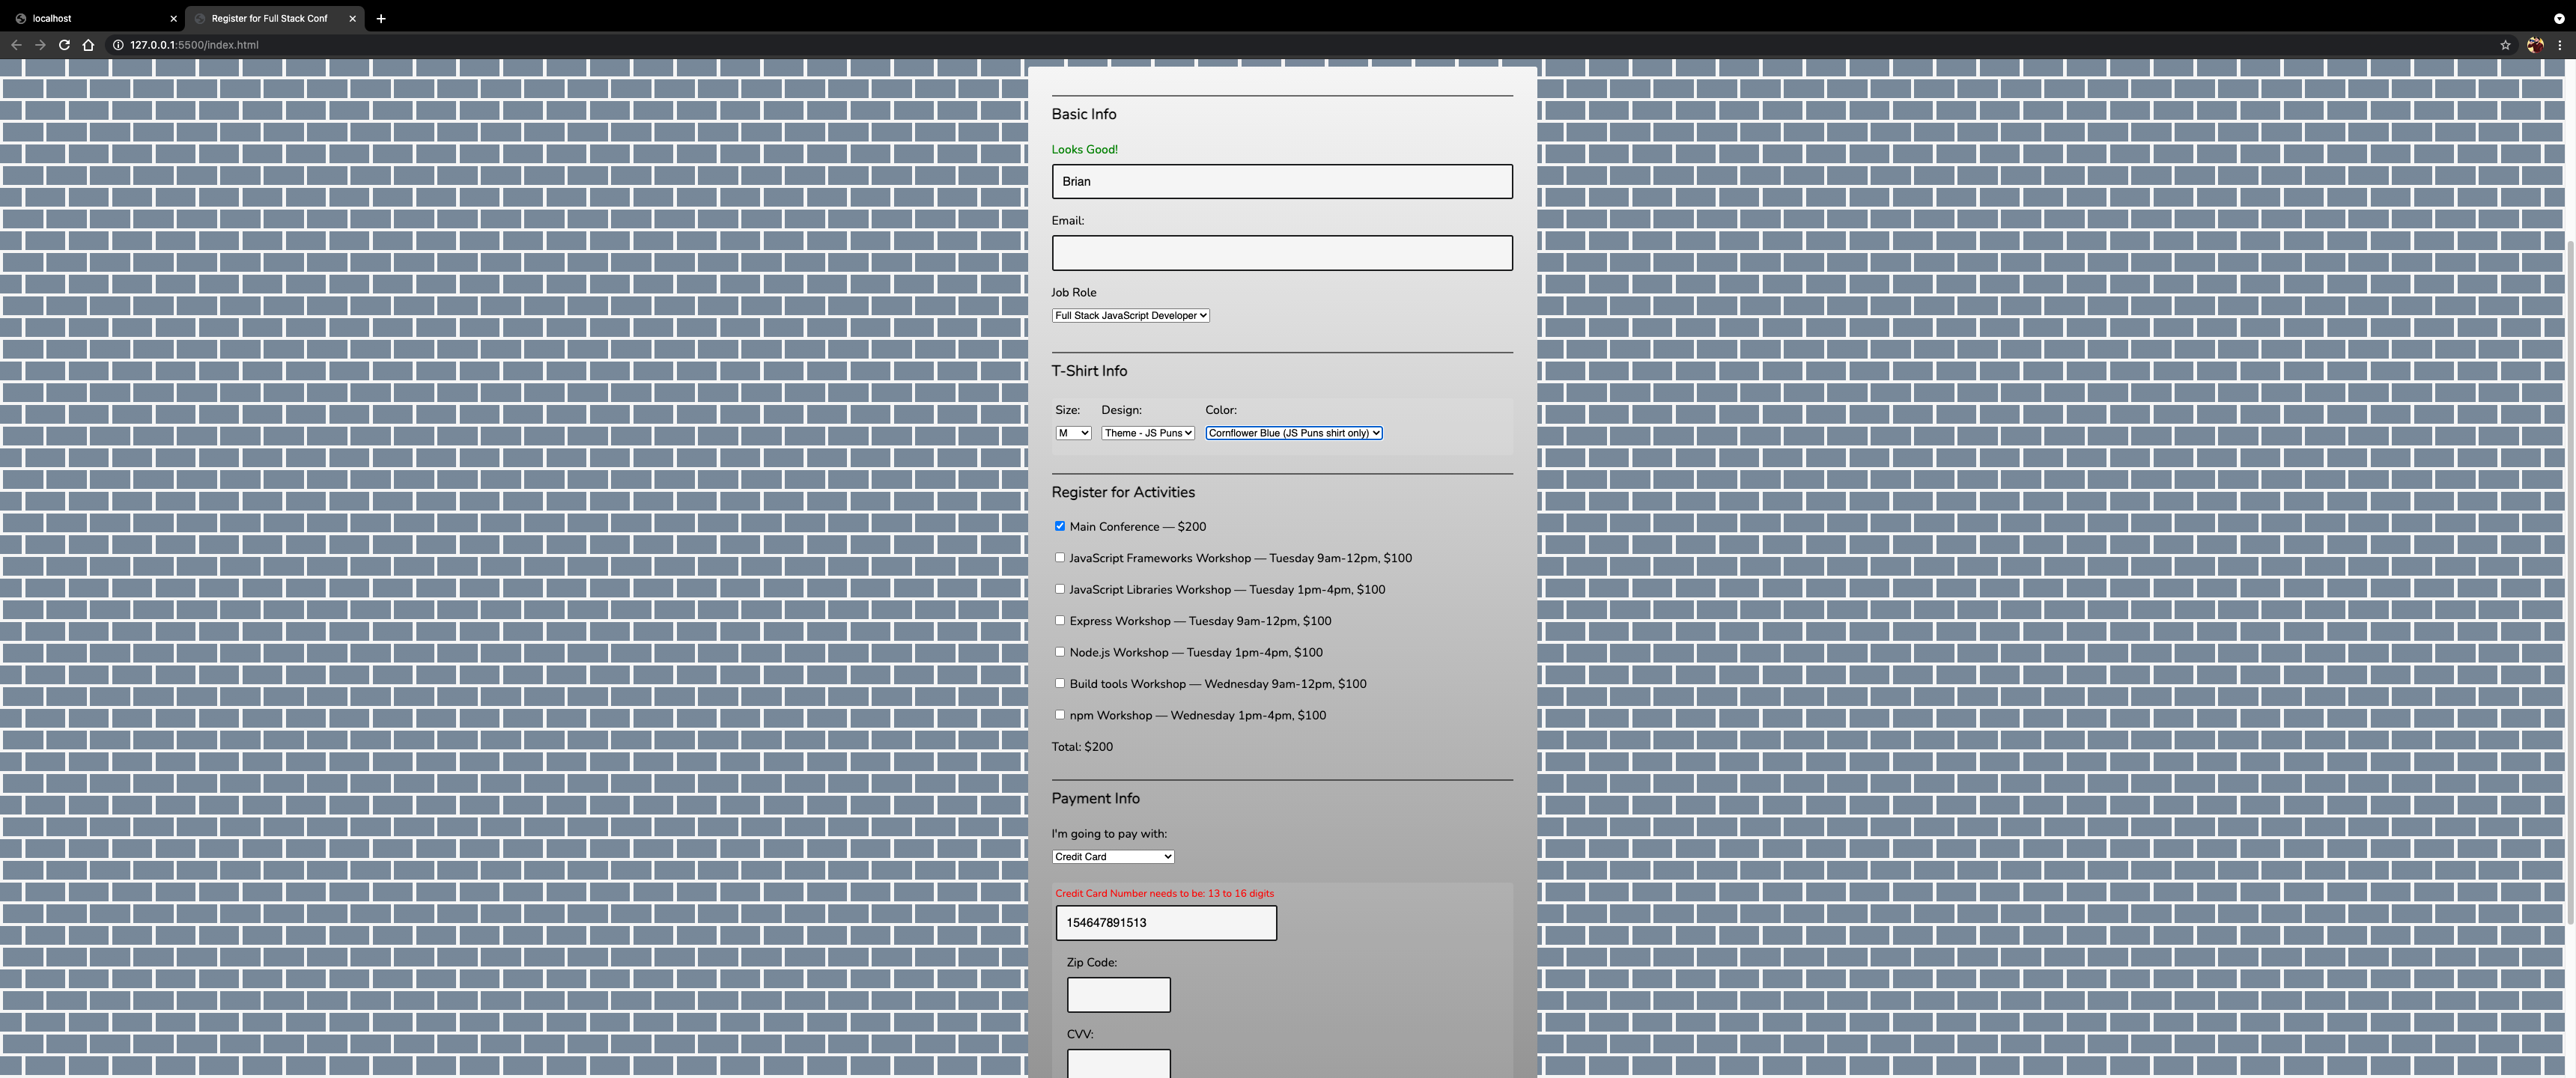 localhost
Register for Full Stack Conf
127.0.0.1:5500/index.html
Basic Info
Looks Good!
Brian
Email:
Job Role
Full Stack JavaScript Developer
T-Shirt Info
Size: Design: Color:
M Theme - JS Puns Cornflower Blue (JS Puns shirt only)
Register for Activities
Main Conference — $200
JavaScript Frameworks Workshop — Tuesday 9am-12pm, $100
JavaScript Libraries Workshop — Tuesday 1pm-4pm, $100
Express Workshop — Tuesday 9am-12pm, $100
Node.js Workshop — Tuesday 1pm-4pm, $100
Build tools Workshop — Wednesday 9am-12pm, $100
npm Workshop — Wednesday 1pm-4pm, $100
Total: $200
Payment Info
I'm going to pay with:
Credit Card
Credit Card Number needs to be: 13 to 16 digits
154647891513
Zip Code:
CVV: